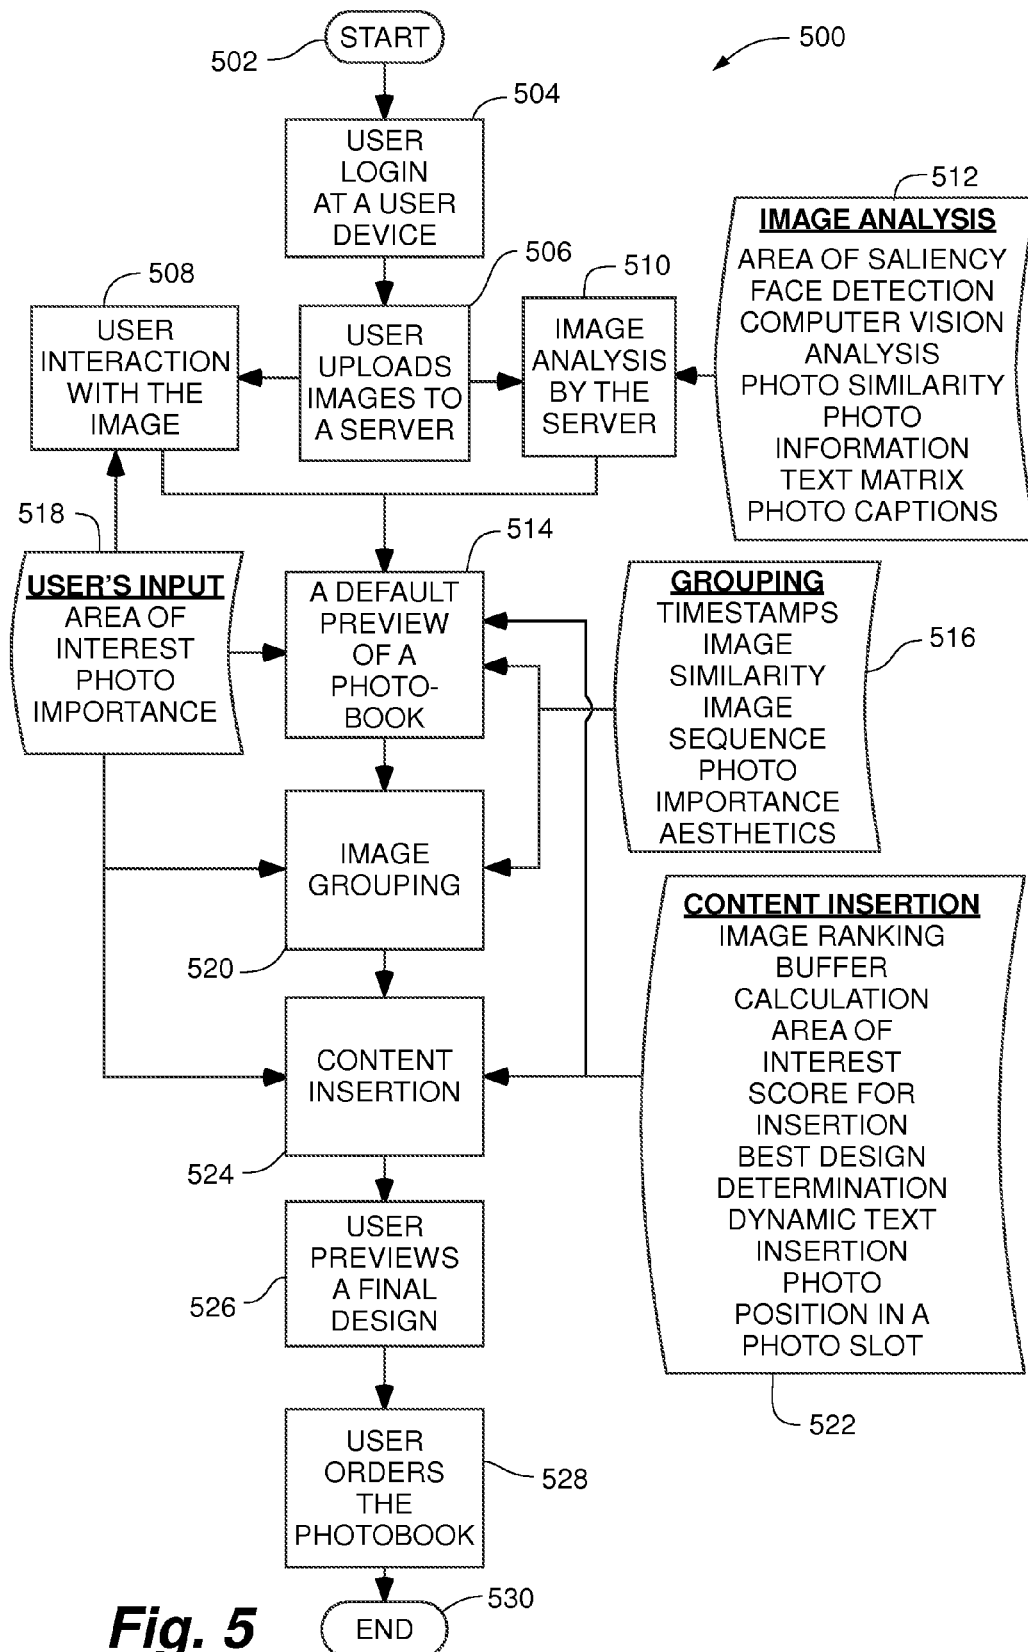 START
502
500
504
USER
LOGIN
AT A USER
DEVICE
512
IMAGE ANALYSIS
AREA OF SALIENCY
FACE DETECTION
COMPUTER VISION
ANALYSIS
PHOTO SIMILARITY
PHOTO
INFORMATION
TEXT MATRIX
PHOTO CAPTIONS
508
USER
INTERACTION
WITH THE
IMAGE
506
USER
UPLOADS
IMAGES TO
A SERVER
510
IMAGE
ANALYSIS
BY THE
SERVER
518
USER'S INPUT
AREA OF
INTEREST
PHOTO
IMPORTANCE
514
A DEFAULT
PREVIEW
OF A
PHOTO-
BOOK
GROUPING
TIMESTAMPS
IMAGE
SIMILARITY
IMAGE
SEQUENCE
PHOTO
IMPORTANCE
AESTHETICS
516
IMAGE
GROUPING
520
CONTENT INSERTION
IMAGE RANKING
BUFFER
CALCULATION
AREA OF
INTEREST
SCORE FOR
INSERTION
BEST DESIGN
DETERMINATION
DYNAMIC TEXT
INSERTION
PHOTO
POSITION IN A
PHOTO SLOT
522
CONTENT
INSERTION
524
USER
PREVIEWS
A FINAL
DESIGN
526
USER
ORDERS
THE
PHOTOBOOK
528
END
530
Fig. 5